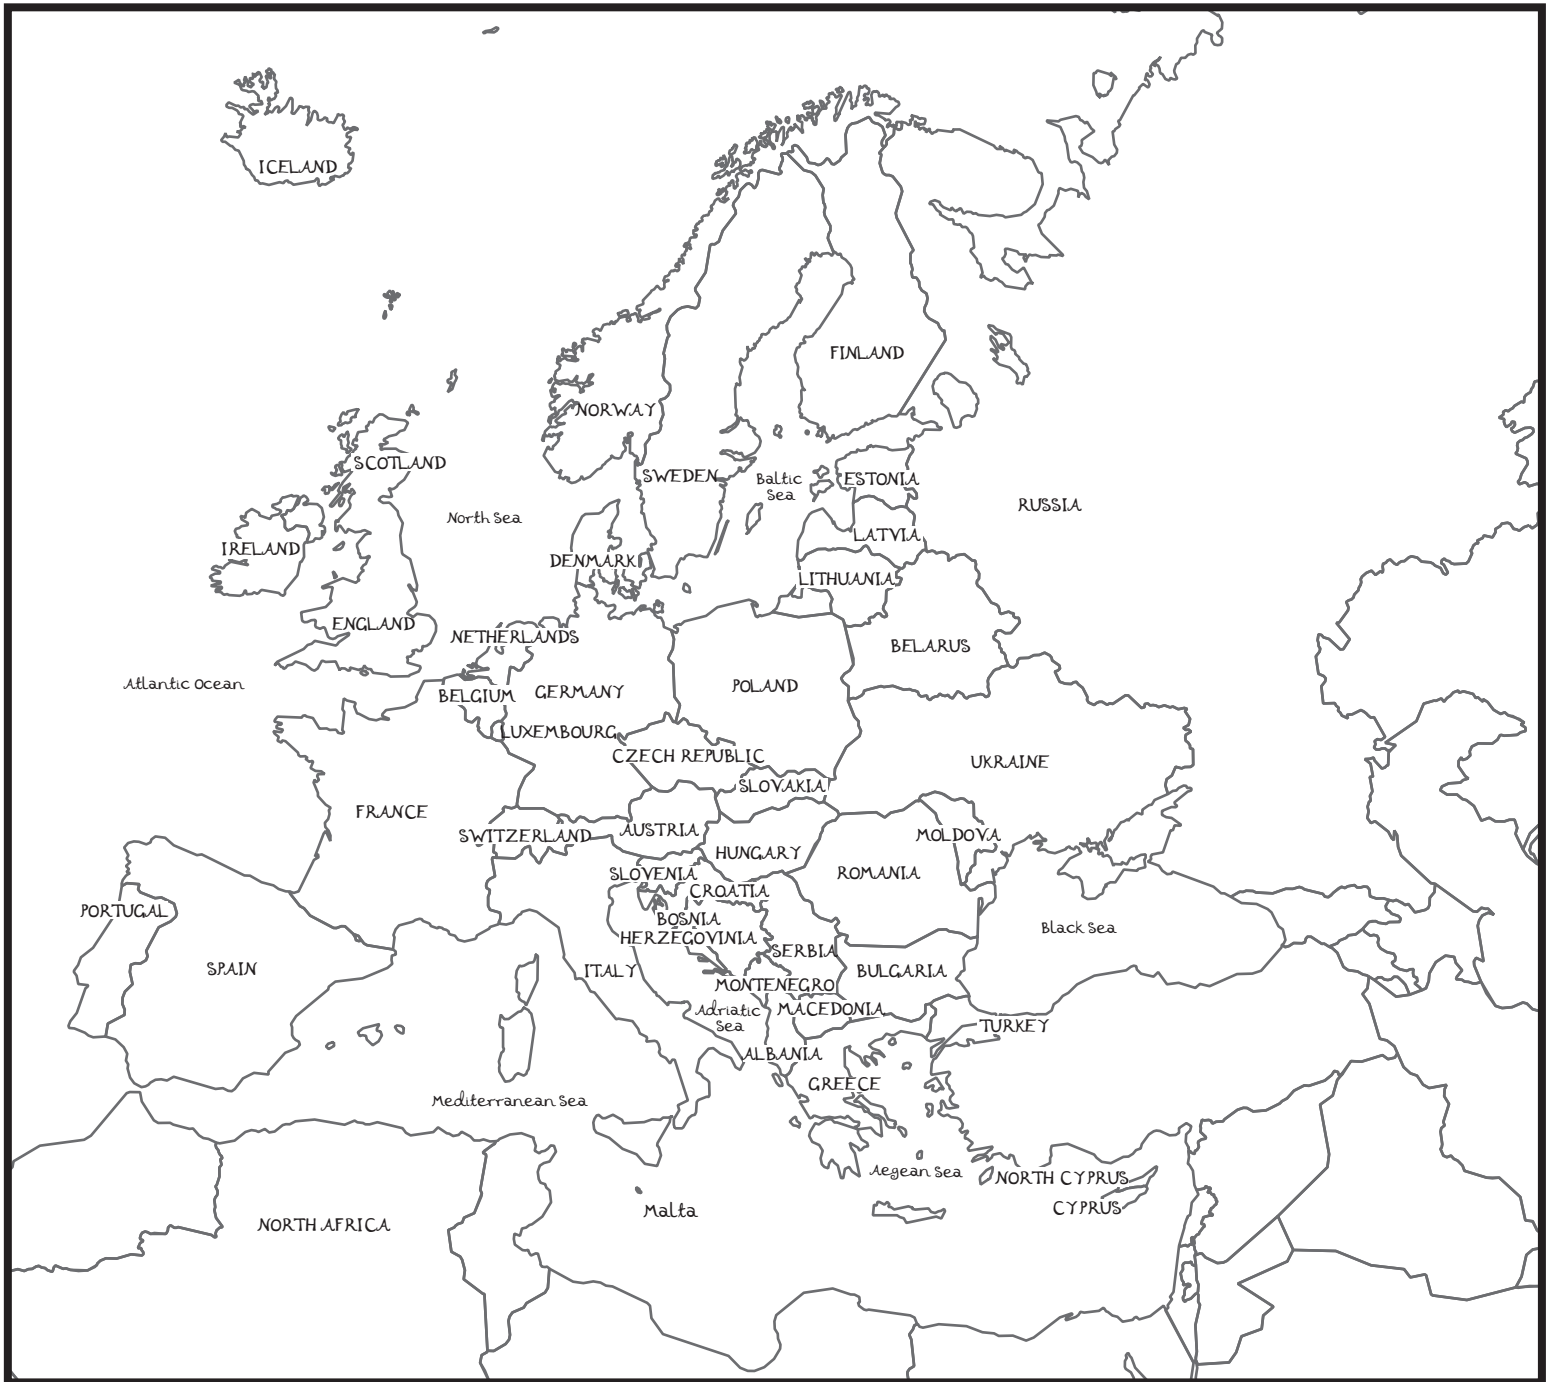 ICELAND
FINLAND
NORWAY
SCOTLAND
SWEDEN
Baltic
Sea
ESTONIA
RUSSIA
North Sea
LATVIA
IRELAND
DENMARK
LITHUANIA
ENGLAND
NETHERLANDS
BELARUS
Atlantic Ocean
BELGIUM
GERMANY
POLAND
LUXEMBOURG
CZECH REPUBLIC
UKRAINE
SLOVAKIA
FRANCE
SWITZERLAND
AUSTRIA
MOLDOVA
HUNGARY
SLOVENIA
ROMANIA
CROATIA
PORTUGAL
BOSNIA
HERZEGOVINIA
Black Sea
SERBIA
SPAIN
ITALY
BULGARIA
MONTENEGRO
Adriatic
Sea
MACEDONIA
TURKEY
ALBANIA
GREECE
Mediterranean Sea
Aegean Sea
NORTH CYPRUS
CYPRUS
Malta
NORTH AFRICA